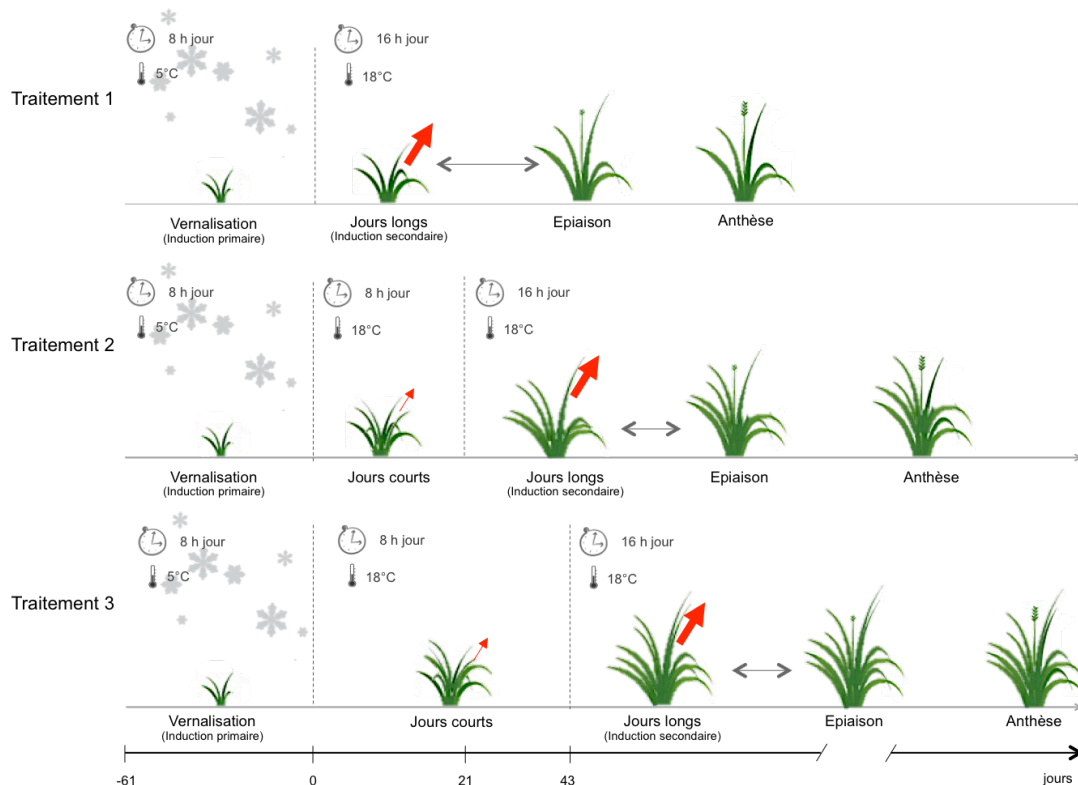 8 h jour
16 h jour
5°C
18°C
Traitement 1
Vernalisation
(Induction primaire)
Jours longs
(Induction secondaire)
Epiaison
Anthèse
8 h jour
8 h jour
16 h jour
5°C
18°C
18°C
Traitement 2
Vernalisation
(Induction primaire)
Jours courts
Jours longs
(Induction secondaire)
Epiaison
Anthèse
8 h jour
8 h jour
16 h jour
5°C
18°C
18°C
Traitement 3
Vernalisation
(Induction primaire)
Jours courts
Jours longs
(Induction secondaire)
Epiaison
Anthèse
-61
0
21
43
jours